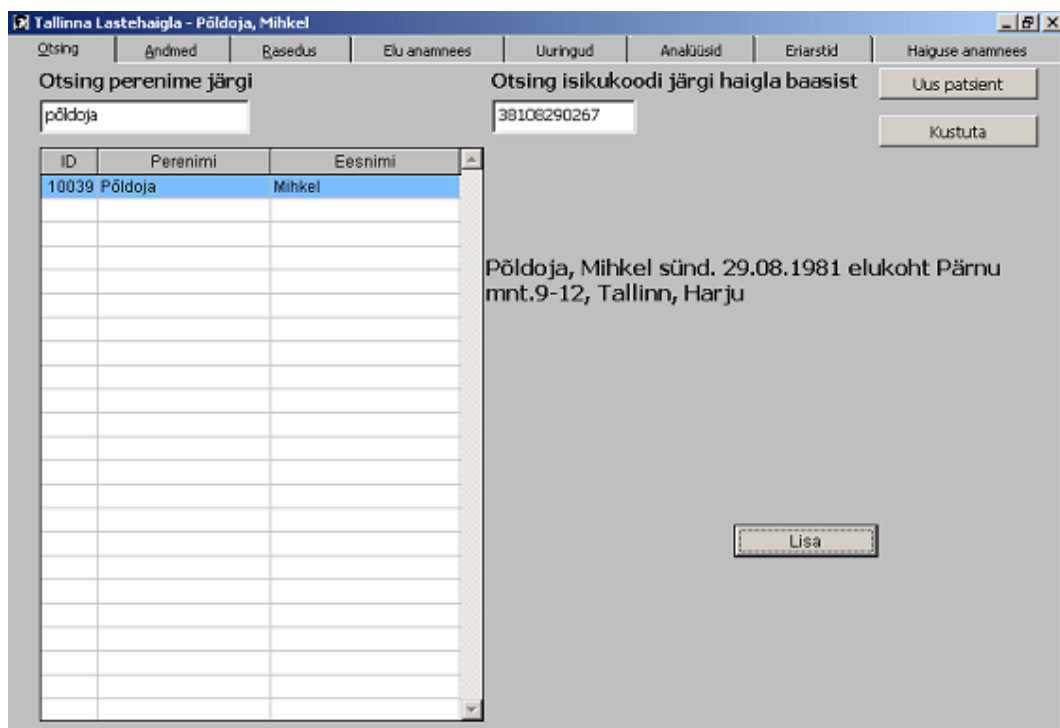 Tallinna Lastehaigla - Põldoja, Mihkel
Otsing Andmed Rasedus Elu anamnees Uuringud Analüüsid Eriarstid Haiguse anamnees
Otsing perenime järgi
põldoja
Otsing isikukoodi järgi haigla baasist
38108290267
Uus patsient
Kustuta
ID Perenimi Eesnimi
10039 Põldoja Mihkel
Põldoja, Mihkel sünd. 29.08.1981 elukoht Pärnu
mnt.9-12, Tallinn, Harju
Lisa